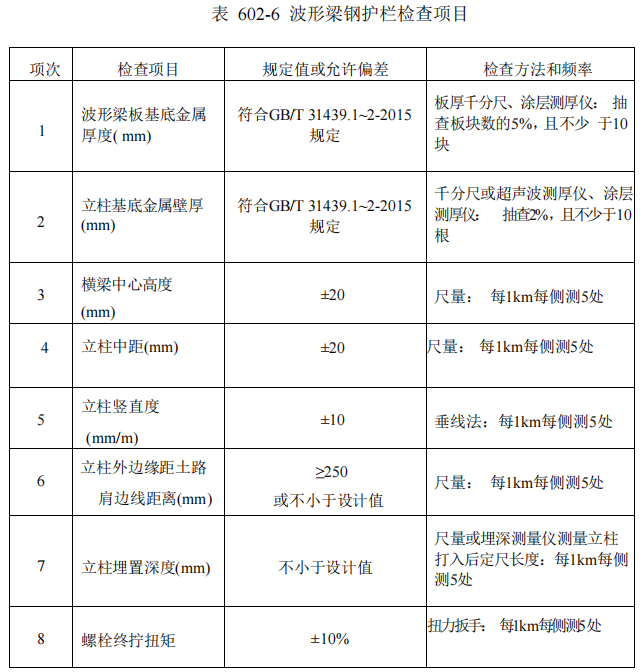 表 602-6 波形梁钢护栏检查项目
项次 检查项目 规定值或允许偏差 检查方法和频率
1
波形梁板基底金属
厚度( mm)
符合GB/T 31439.1~2-2015
规定
板厚千分尺、涂层测厚仪： 抽
查板块数的5%，且不少 于10
块
2
立柱基底金属壁厚
(mm)
符合GB/T 31439.1~2-2015
规定
千分尺或超声波测厚仪、涂层
测厚仪： 抽查2%，且不少于10
根
3
横梁中心高度
(mm)
±20
尺量： 每1km每侧测5处
4
立柱中距(mm)
±20
尺量： 每1km每侧测5处
5
立柱竖直度
(mm/m)
±10
垂线法：每1km每侧测5处
6
立柱外边缘距土路
肩边线距离(mm)
≥250
或不小于设计值
尺量： 每1km每侧测5处
7
立柱埋置深度(mm)
不小于设计值
尺量或埋深测量仪测量立柱
打入后定尺长度：每1km每侧
测5处
8
螺栓终拧扭矩
±10%
扭力扳手： 每1km每侧测5处